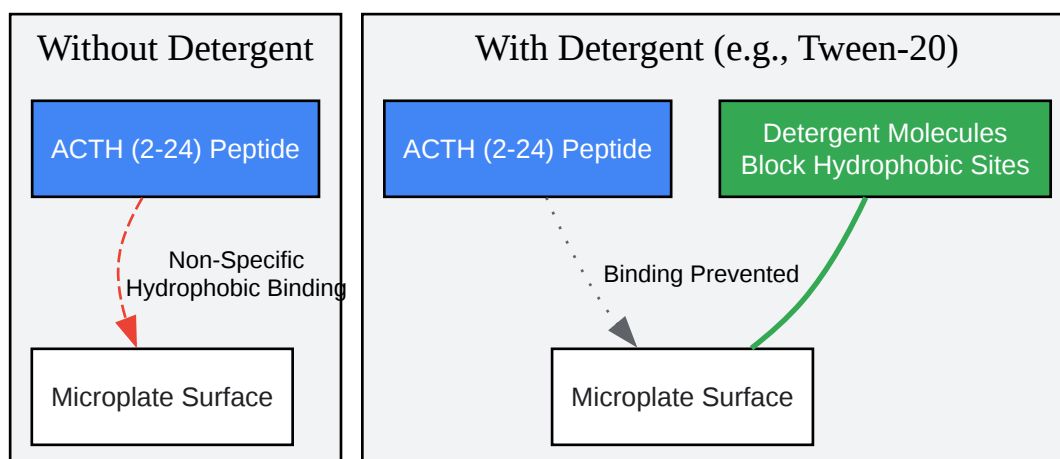 Without Detergent
ACTH (2-24) Peptide
Non-Specific
Hydrophobic Binding
Microplate Surface
With Detergent (e.g., Tween-20)
ACTH (2-24) Peptide
Detergent Molecules
Block Hydrophobic Sites
Binding Prevented
Microplate Surface